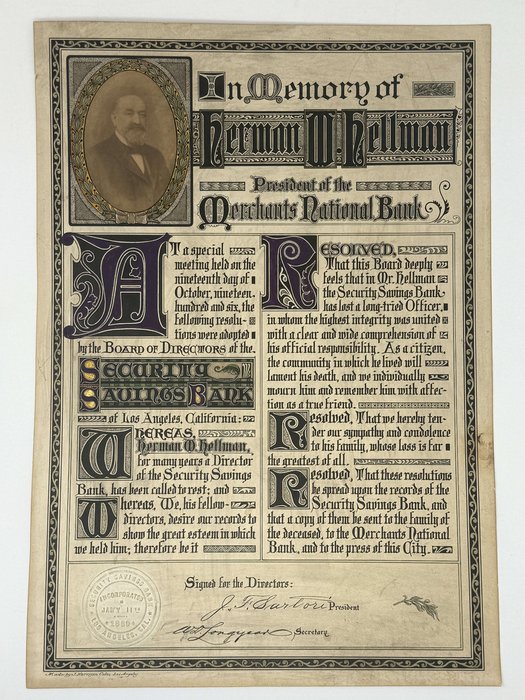 In Memory of
Herman W. Hellman
President of the
Merchants National Bank
At a special
meeting held on the
nineteenth day of
October, nineteen-
hundred and six, the
following resolu-
tions were adopted
by the Board of Directors of the
Security
Savings Bank
of Los Angeles, California:
Whereas,
Herman W. Hellman,
for many years a Director
of the Security Savings
Bank, has been called to rest; and
Whereas, We, his fellow-
directors, desire our records to
show the great esteem in which
we held him; therefore be it
Resolved,
That this Board deeply
feels that in Mr. Hellman
the Security Savings Bank
has lost a long-tried Officer,
in whom the highest integrity was united
with a clear and wide comprehension of
his official responsibility. As a citizen,
the community in which he lived will
lament his death, and we individually
mourn him and remember him with affec-
tion as a true friend.
Resolved, That we hereby ten-
der our sympathy and condolence
to his family, whose loss is far
the greatest of all.
Resolved, That these resolutions
be spread upon the records of the
Security Savings Bank, and
that a copy of them be sent to the family of
the deceased, to the Merchants National
Bank, and to the press of this City.
Signed for the Directors:
J. F. Sartori President
W D Longyear Secretary
SECURITY SAVINGS BANK
INCORPORATED
JANY 11TH
1889
LOS ANGELES, CAL.